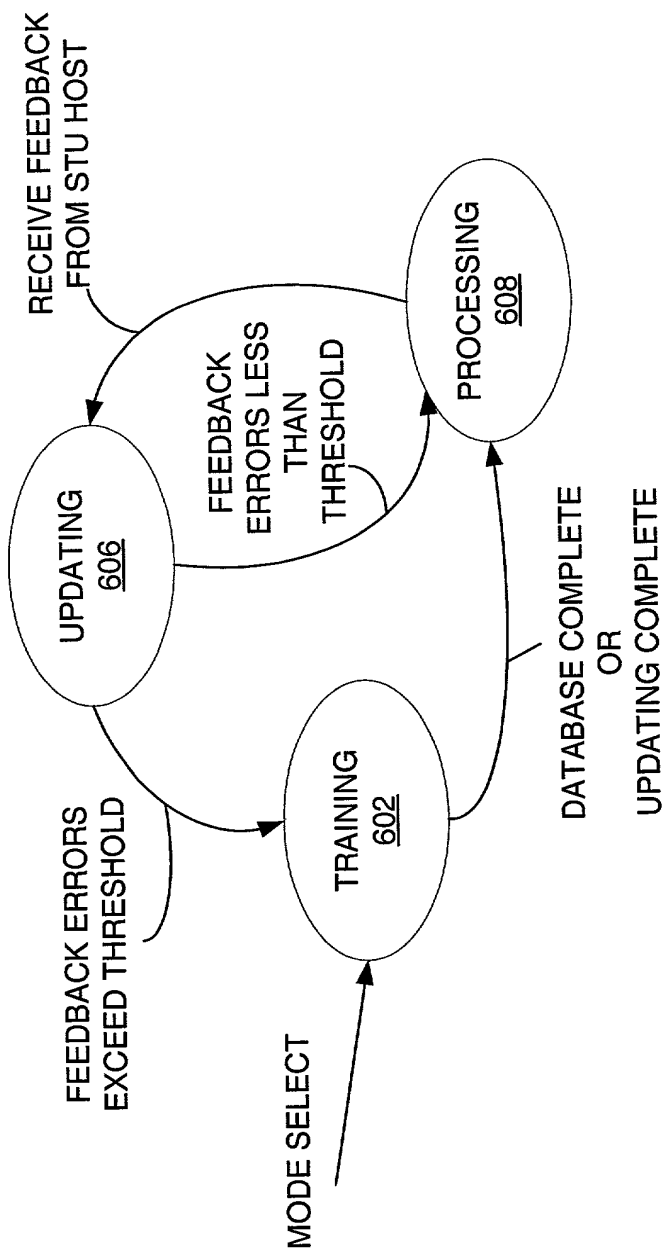 RECEIVE FEEDBACK
FROM STU HOST
UPDATING
606
FEEDBACK
ERRORS LESS
THAN
THRESHOLD
PROCESSING
608
FEEDBACK ERRORS
EXCEED THRESHOLD
TRAINING
602
MODE SELECT
DATABASE COMPLETE
OR
UPDATING COMPLETE